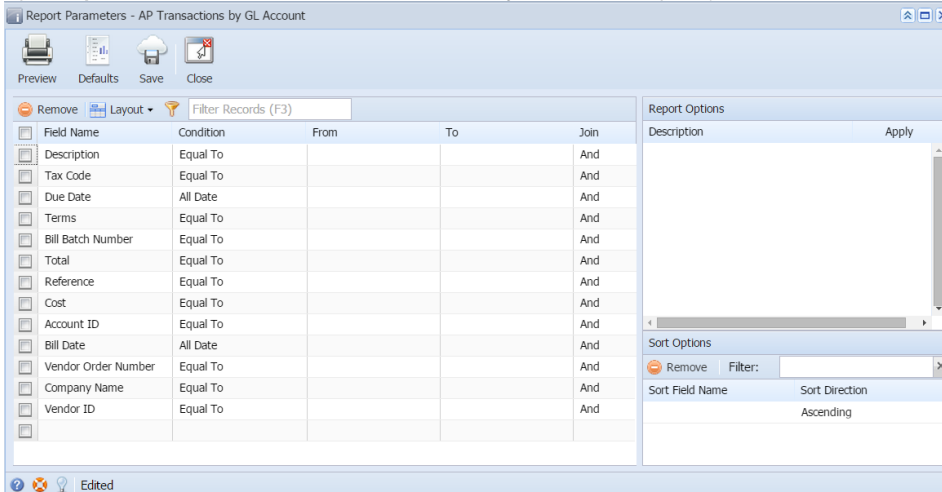 Report Parameters - AP Transactions by GL Account
Preview Defaults Save Close
Remove Layout Filter Records (F3)
Field Name Condition From To Join
Description Equal To And
Tax Code Equal To And
Due Date All Date And
Terms Equal To And
Bill Batch Number Equal To And
Total Equal To And
Reference Equal To And
Cost Equal To And
Account ID Equal To And
Bill Date All Date And
Vendor Order Number Equal To And
Company Name Equal To And
Vendor ID Equal To And
Report Options
Description Apply
Sort Options
Remove Filter:
Sort Field Name Sort Direction
Ascending
Edited